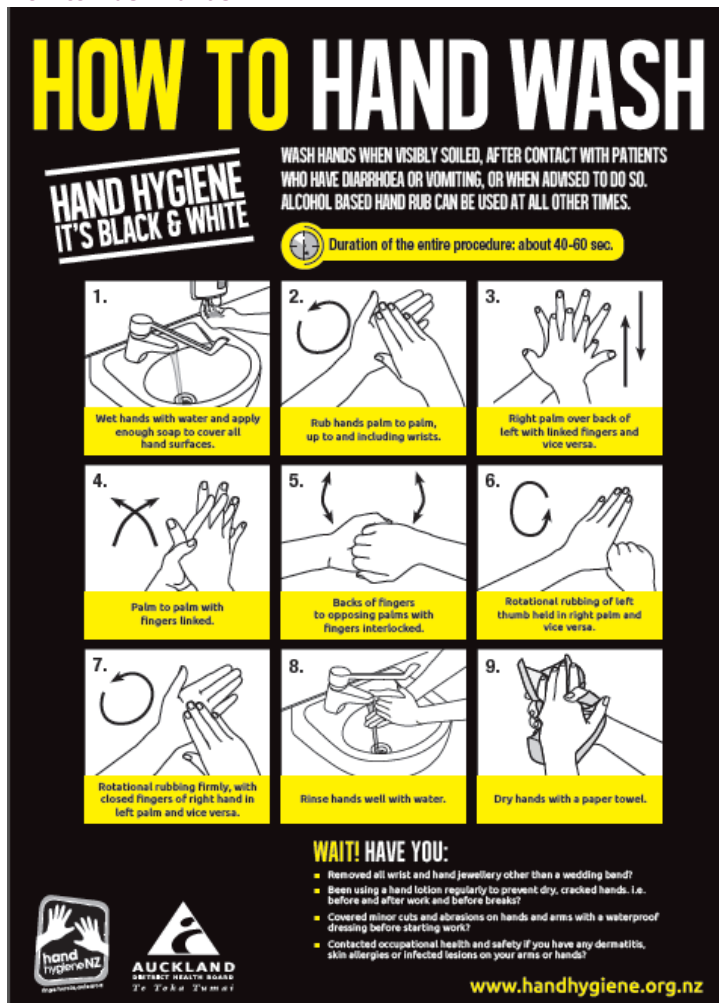 HOW TO HAND WASH
HAND HYGIENE
IT'S BLACK & WHITE
WASH HANDS WHEN VISIBLY SOILED, AFTER CONTACT WITH PATIENTS
WHO HAVE DIARRHOEA OR VOMITING, OR WHEN ADVISED TO DO SO.
ALCOHOL BASED HAND RUB CAN BE USED AT ALL OTHER TIMES.
Duration of the entire procedure: about 40-60 sec.
1.
Wet hands with water and apply
enough soap to cover all
hand surfaces.
2.
Rub hands palm to palm,
up to and including wrists.
3.
Right palm over back of
left with linked fingers and
vice versa.
4.
Palm to palm with
fingers linked.
5.
Backs of fingers
to opposing palms with
fingers interlocked.
6.
Rotational rubbing of left
thumb held in right palm and
vice versa.
7.
Rotational rubbing firmly, with
closed fingers of right hand in
left palm and vice versa.
8.
Rinse hands well with water.
9.
Dry hands with a paper towel.
WAIT! HAVE YOU:
Removed all wrist and hand jewellery other than a wedding band?
Been using a hand lotion regularly to prevent dry, cracked hands. i.e.
before and after work and before breaks?
Covered minor cuts and abrasions on hands and arms with a waterproof
dressing before starting work?
Contacted occupational health and safety if you have any dermatitis,
skin allergies or infected lesions on your arms or hands?
hand
hygiene NZ
AUCKLAND
DISTRICT HEALTH BOARD
Te Toka Tumai
www.handhygiene.org.nz